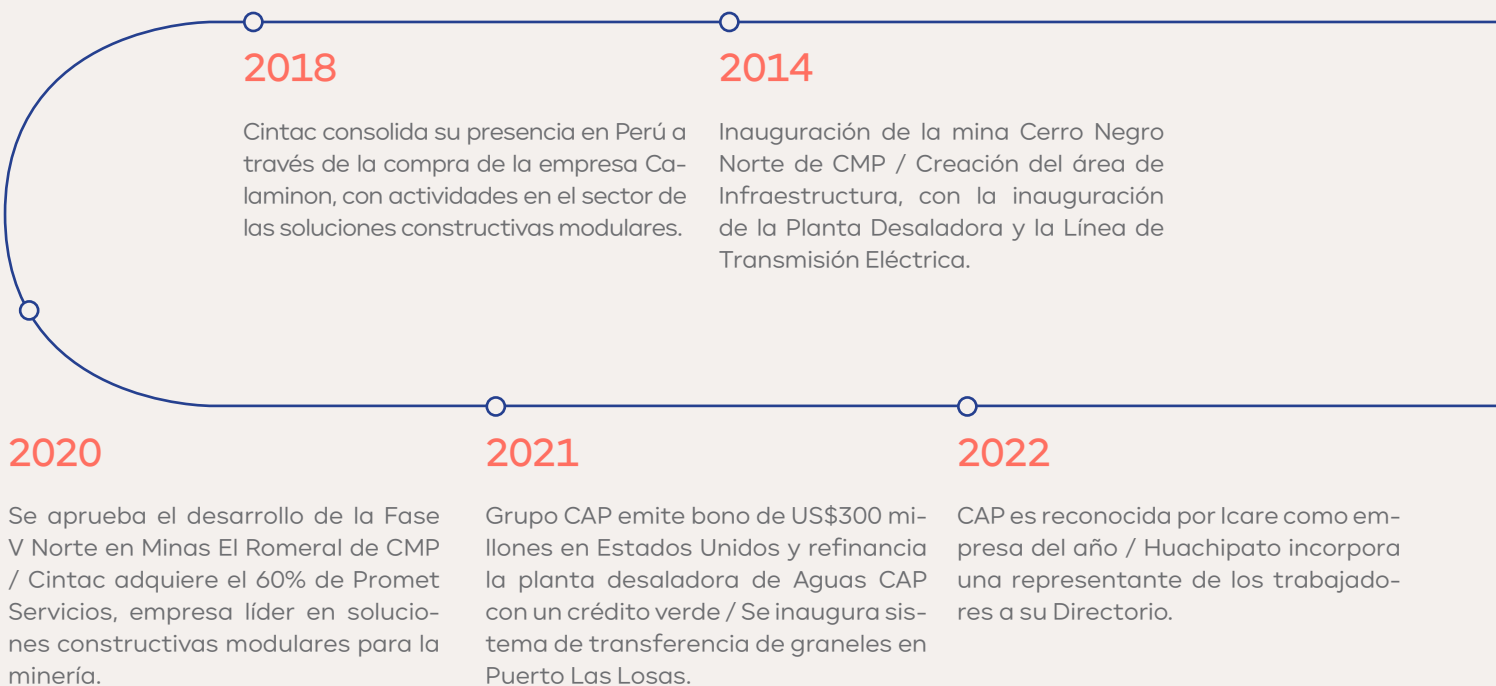 2018
Cintac consolida su presencia en Perú a
través de la compra de la empresa Ca-
laminon, con actividades en el sector de
las soluciones constructivas modulares.
2014
Inauguración de la mina Cerro Negro
Norte de CMP / Creación del área de
Infraestructura, con la inauguración
de la Planta Desaladora y la Línea de
Transmisión Eléctrica.
2020
Se aprueba el desarrollo de la Fase
V Norte en Minas El Romeral de CMP
/ Cintac adquiere el 60% de Promet
Servicios, empresa líder en solucio-
nes constructivas modulares para la
minería.
2021
Grupo CAP emite bono de US$300 mi-
llones en Estados Unidos y refinancia
la planta desaladora de Aguas CAP
con un crédito verde / Se inaugura sis-
tema de transferencia de graneles en
Puerto Las Losas.
2022
CAP es reconocida por Icare como em-
presa del año / Huachipato incorpora
una representante de los trabajado-
res a su Directorio.